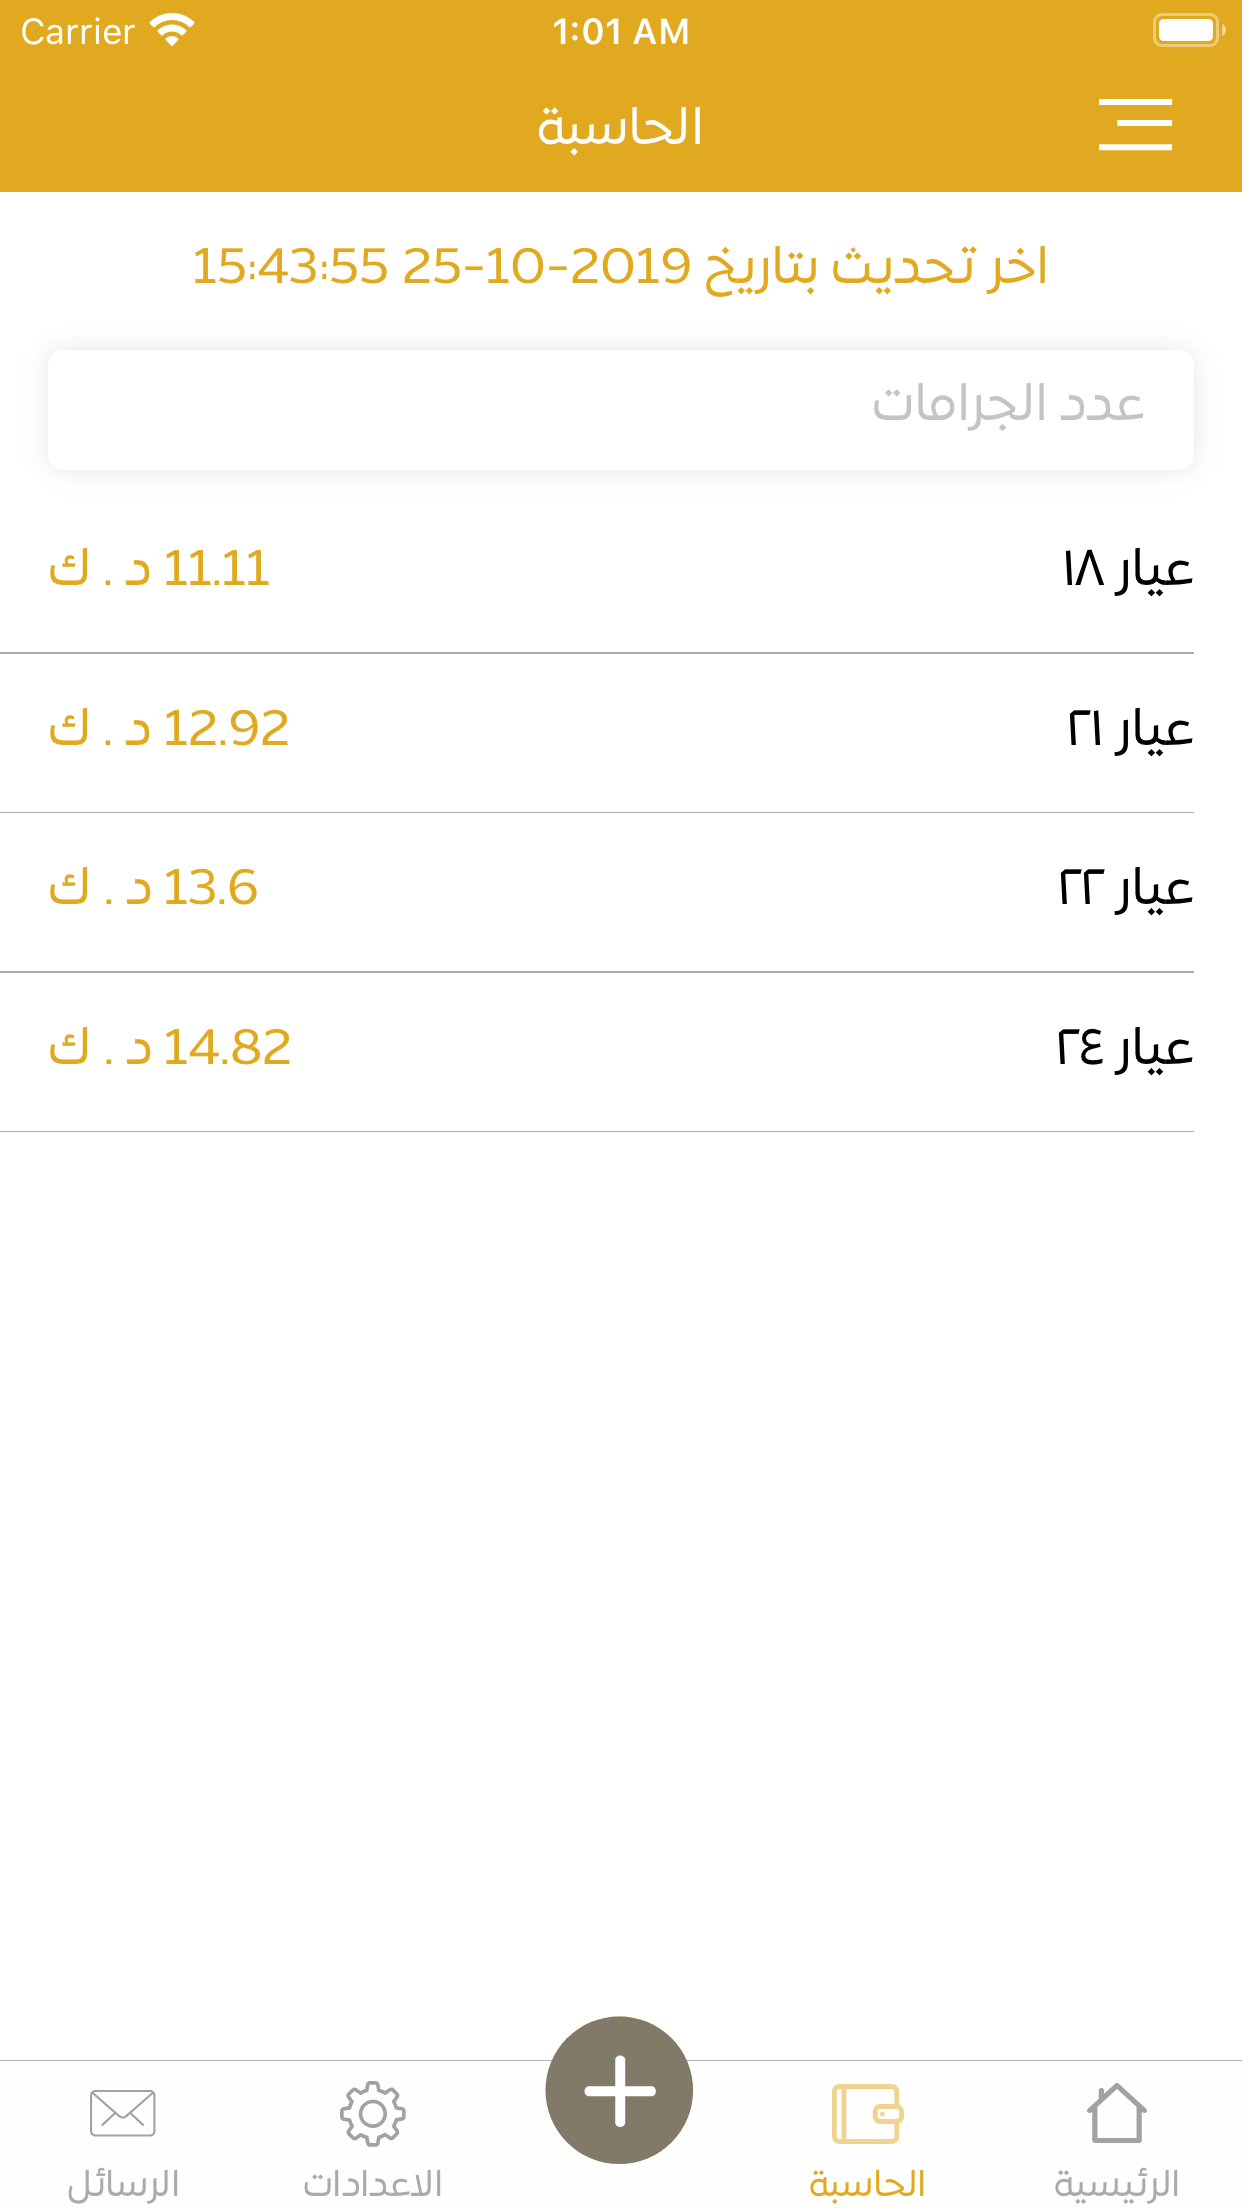 Carrier 1:01 AM
الحاسبة
اخر تحديث بتاريخ 2019-10-25 15:43:55
عدد الجرامات
عيار ١٨ 11.11 د . ك
عيار ٢١ 12.92 د . ك
عيار ٢٢ 13.6 د . ك
عيار ٢٤ 14.82 د . ك
الرئيسية الحاسبة الاعدادات الرسائل